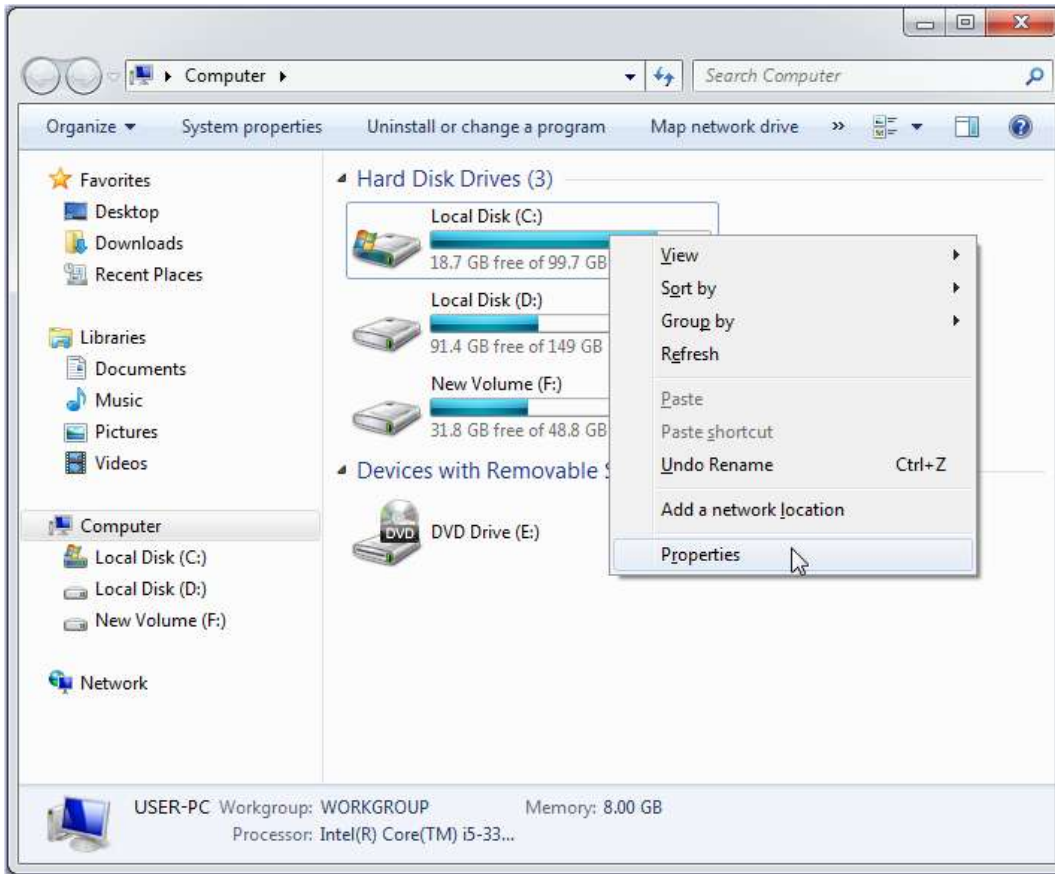 Computer
Search Computer
Organize System properties Uninstall or change a program Map network drive »
Favorites
Desktop
Downloads
Recent Places
Libraries
Documents
Music
Pictures
Videos
Computer
Local Disk (C:)
Local Disk (D:)
New Volume (F:)
Network
Hard Disk Drives (3)
Local Disk (C:)
18.7 GB free of 99.7 GB
Local Disk (D:)
91.4 GB free of 149 GB
New Volume (F:)
31.8 GB free of 48.8 GB
Devices with Removable
DVD
DVD Drive (E:)
View
Sort by
Group by
Refresh
Paste
Paste shortcut
Undo Rename Ctrl+Z
Add a network location
Properties
USER-PC Workgroup: WORKGROUP Memory: 8.00 GB
Processor: Intel(R) Core(TM) i5-33...